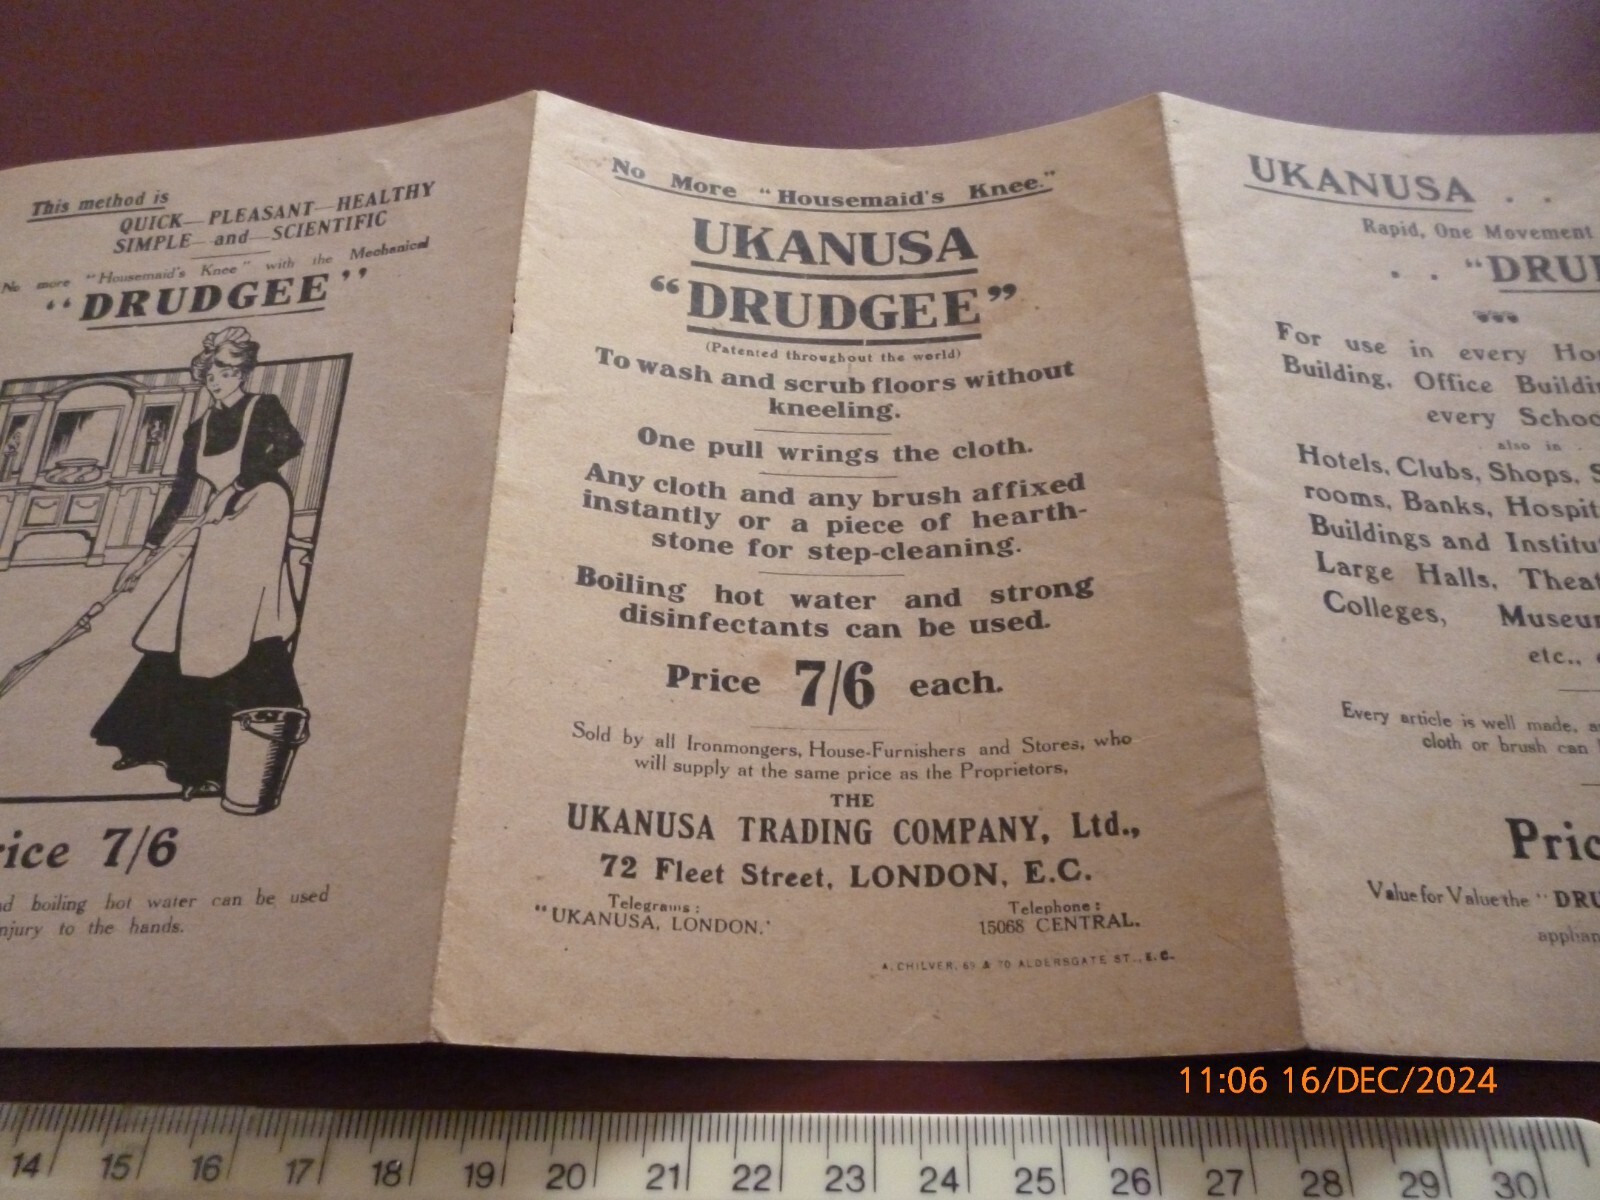 This method is
QUICK—PLEASANT—HEALTHY
SIMPLE—and—SCIENTIFIC
No more "Housemaid's Knee" with the Mechanical
"DRUDGEE"
rice 7/6
nd boiling hot water can be used
njury to the hands.
No More "Housemaid's Knee."
UKANUSA
"DRUDGEE"
(Patented throughout the world)
To wash and scrub floors without
kneeling.
One pull wrings the cloth.
Any cloth and any brush affixed
instantly or a piece of hearth-
stone for step-cleaning.
Boiling hot water and strong
disinfectants can be used.
Price 7/6 each.
Sold by all Ironmongers, House-Furnishers and Stores, who
will supply at the same price as the Proprietors,
THE
UKANUSA TRADING COMPANY, Ltd.,
72 Fleet Street, LONDON, E.C.
Telegrams:
"UKANUSA, LONDON."
Telephone:
15068 CENTRAL.
A. CHILVER, 69 & 70 ALDERSGATE ST., E.C.
UKANUSA . .
Rapid, One Movement
. . "DRU
For use in every Ho
Building, Office Buildi
every Schoo
also in
Hotels, Clubs, Shops, S
rooms, Banks, Hospit
Buildings and Institu
Large Halls, Theat
Colleges, Museu
etc.,
Every article is well made, a
cloth or brush can
Pric
Value for Value the "DRU
applian
11:06 16/DEC/2024
14 15 16 17 18 19 20 21 22 23 24 25 26 27 28 29 30